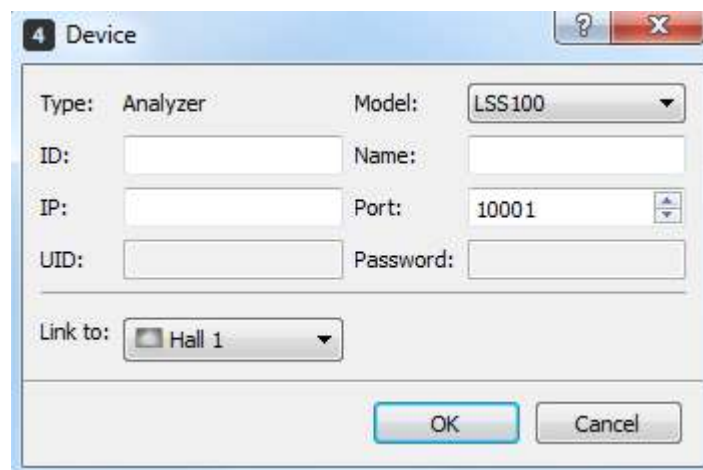 4 Device
Type: Analyzer Model: LSS100
ID: Name:
IP: Port: 10001
UID: Password:
Link to: Hall 1
OK Cancel